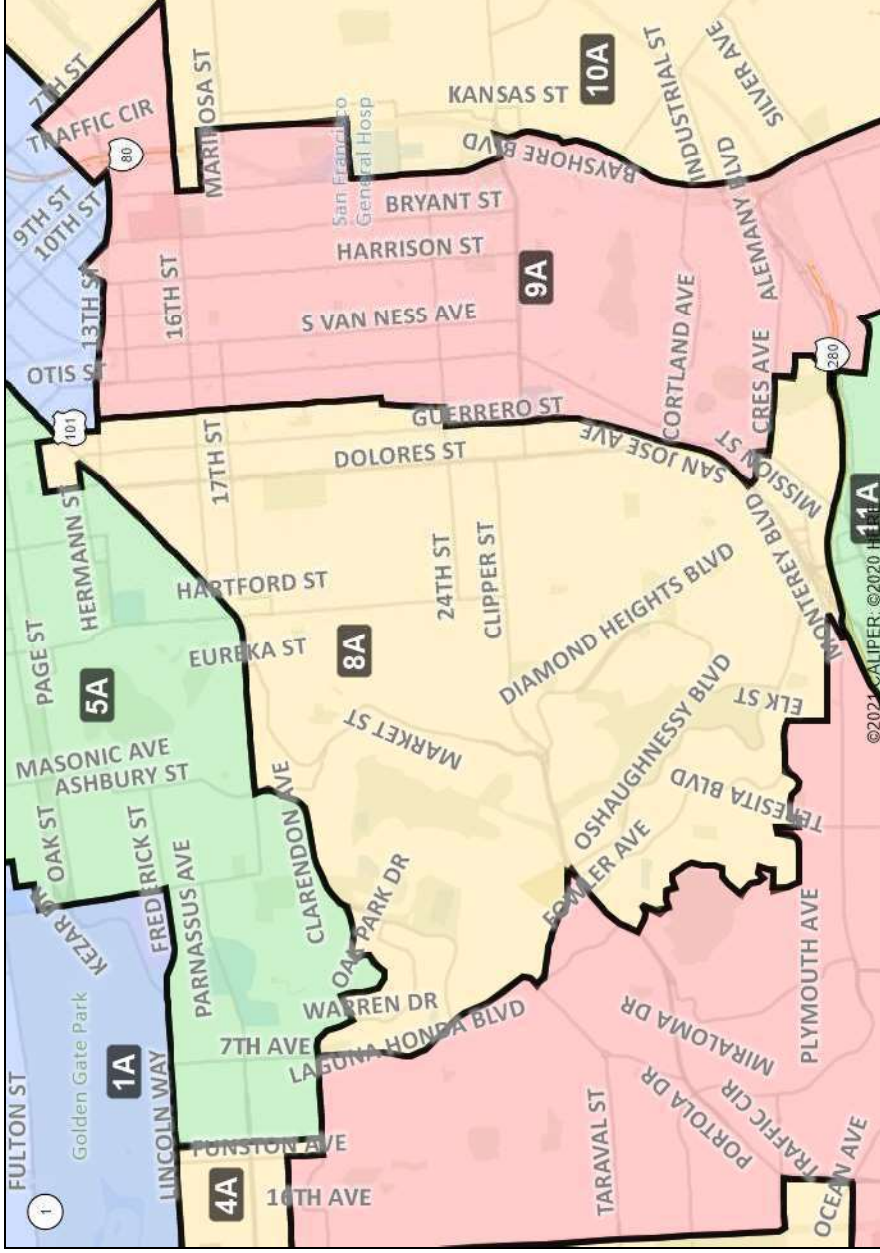 7TH ST
TRAFFIC CIR
80
MARIPOSA ST
San Francisco
General Hosp
KANSAS ST
10A
INDUSTRIAL ST
SILVER AVE
BAYSHORE BLVD
ALEMANY BLVD
9TH ST
10TH ST
13TH ST
16TH ST
BRYANT ST
HARRISON ST
9A
S VAN NESS AVE
OTIS ST
101
CORTLAND AVE
CRES AVE
280
GUERRERO ST
SAN JOSE AVE
MISSION ST
17TH ST
DOLORES ST
HERMANN ST
HARTFORD ST
24TH ST
CLIPPER ST
MONTEREY BLVD
11A
PAGE ST
5A
EUREKA ST
8A
DIAMOND HEIGHTS BLVD
MASONIC AVE
ASHBURY ST
MARKET ST
OSHAUGHNESSY BLVD
ELK ST
TERESITA BLVD
OAK ST
FREDERICK ST
PARNASSUS AVE
CLARENDON AVE
OAK PARK DR
FOWLER AVE
KEZAR DR
PLYMOUTH AVE
Golden Gate Park
FULTON ST
1A
LINCOLN WAY
7TH AVE
WARREN DR
LAGUNA HONDA BLVD
MIRALOMA DR
PORTOLA DR
TRAFFIC CIR
TARAVAL ST
OCEAN AVE
FUNSTON AVE
4A
16TH AVE
1
©2021 CALIPER; ©2020 HERE